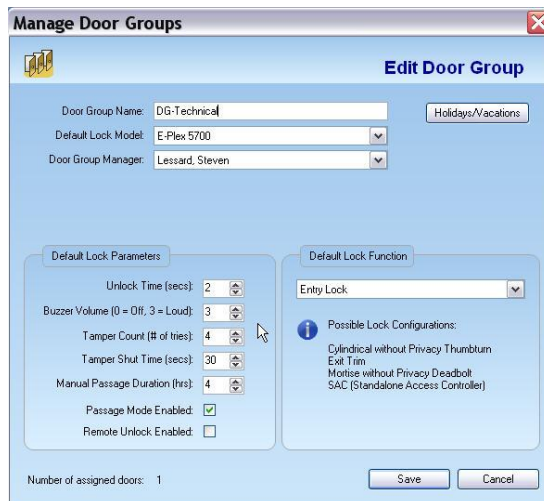 Manage Door Groups
Edit Door Group
Door Group Name: DG-Technical
Holidays/Vacations
Default Lock Model: E-Plex 5700
Door Group Manager: Lessard, Steven
Default Lock Parameters
Unlock Time (secs): 2
Buzzer Volume (0 = Off, 3 = Loud): 3
Tamper Count (# of tries): 4
Tamper Shut Time (secs): 30
Manual Passage Duration (hrs): 4
Passage Mode Enabled:
Remote Unlock Enabled:
Default Lock Function
Entry Lock
Possible Lock Configurations:
Cylindrical without Privacy Thumbturn
Exit Trim
Mortise without Privacy Deadbolt
SAC (Standalone Access Controller)
Number of assigned doors: 1
Save
Cancel